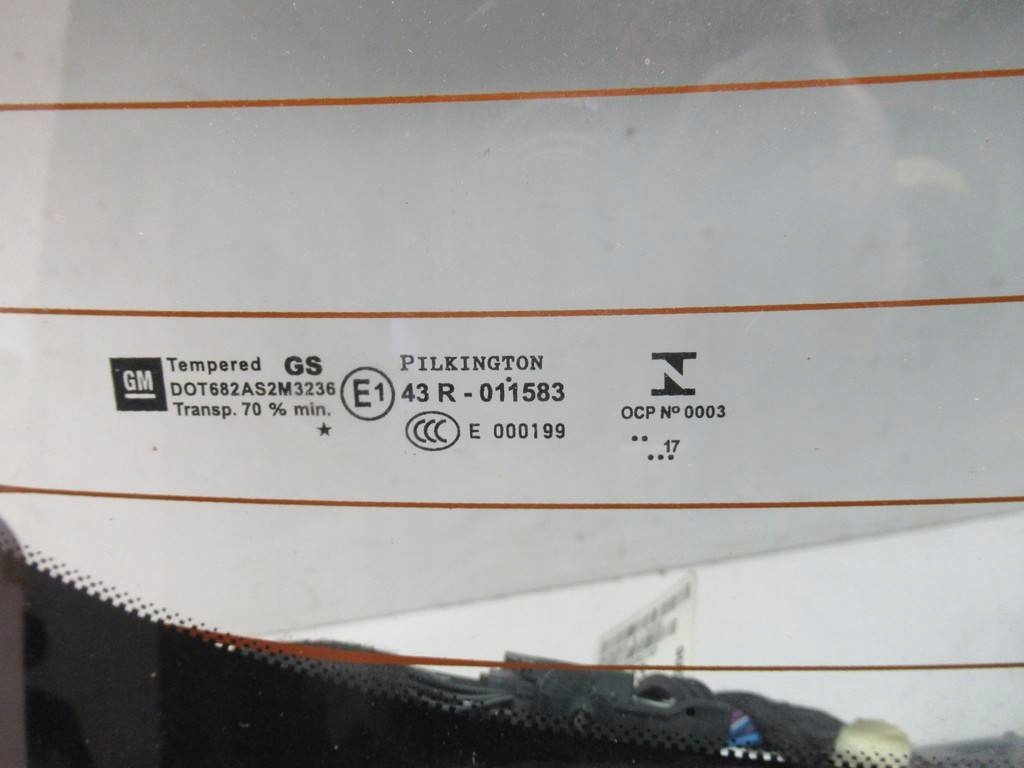 GM
Tempered GS
DOT682AS2M3236
Transp. 70 % min.
E1
PILKINGTON
43 R - 011583
CCC E 000199
OCP Nº 0003
17